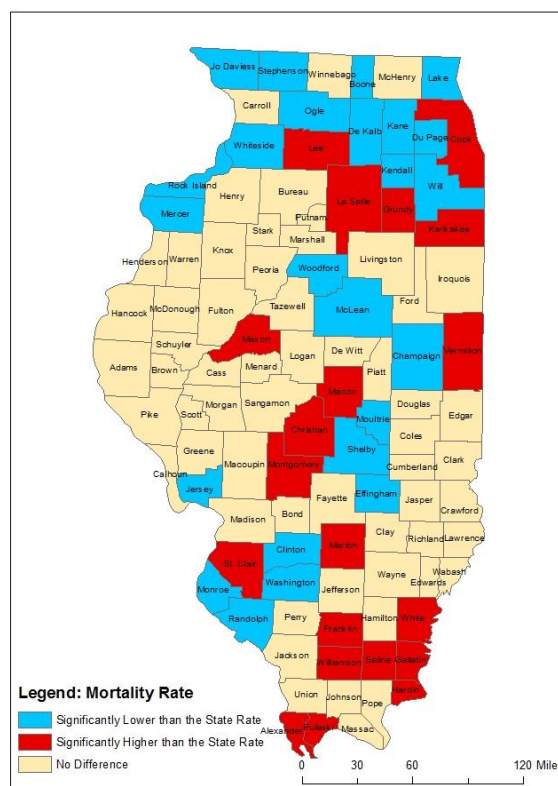 Jo Daviess
Stephenson
Winnebago
Boone
McHenry
Lake
Carroll
Ogle
De Kalb
Kane
Cook
Du Page
Whiteside
Lee
Kendall
Will
Rock Island
Henry
Bureau
La Salle
Grundy
Mercer
Putnam
Kankakee
Stark
Marshall
Henderson
Warren
Knox
Peoria
Woodford
Livingston
Iroquois
Hancock
McDonough
Fulton
Tazewell
McLean
Ford
Schuyler
Mason
Logan
De Witt
Champaign
Vermilion
Adams
Brown
Cass
Menard
Macon
Piatt
Pike
Scott
Morgan
Sangamon
Christian
Moultrie
Douglas
Edgar
Greene
Shelby
Coles
Calhoun
Macoupin
Montgomery
Cumberland
Clark
Jersey
Fayette
Effingham
Jasper
Crawford
Madison
Bond
Clay
Richland
Lawrence
Clinton
Marion
St. Clair
Wayne
Wabash
Monroe
Washington
Jefferson
Edwards
Randolph
Perry
Hamilton
White
Franklin
Jackson
Williamson
Saline
Gallatin
Hardin
Union
Johnson
Pope
Alexander
Pulaski
Massac
Legend: Mortality Rate
Significantly Lower than the State Rate
Significantly Higher than the State Rate
No Difference
0 30 60 120 Mile